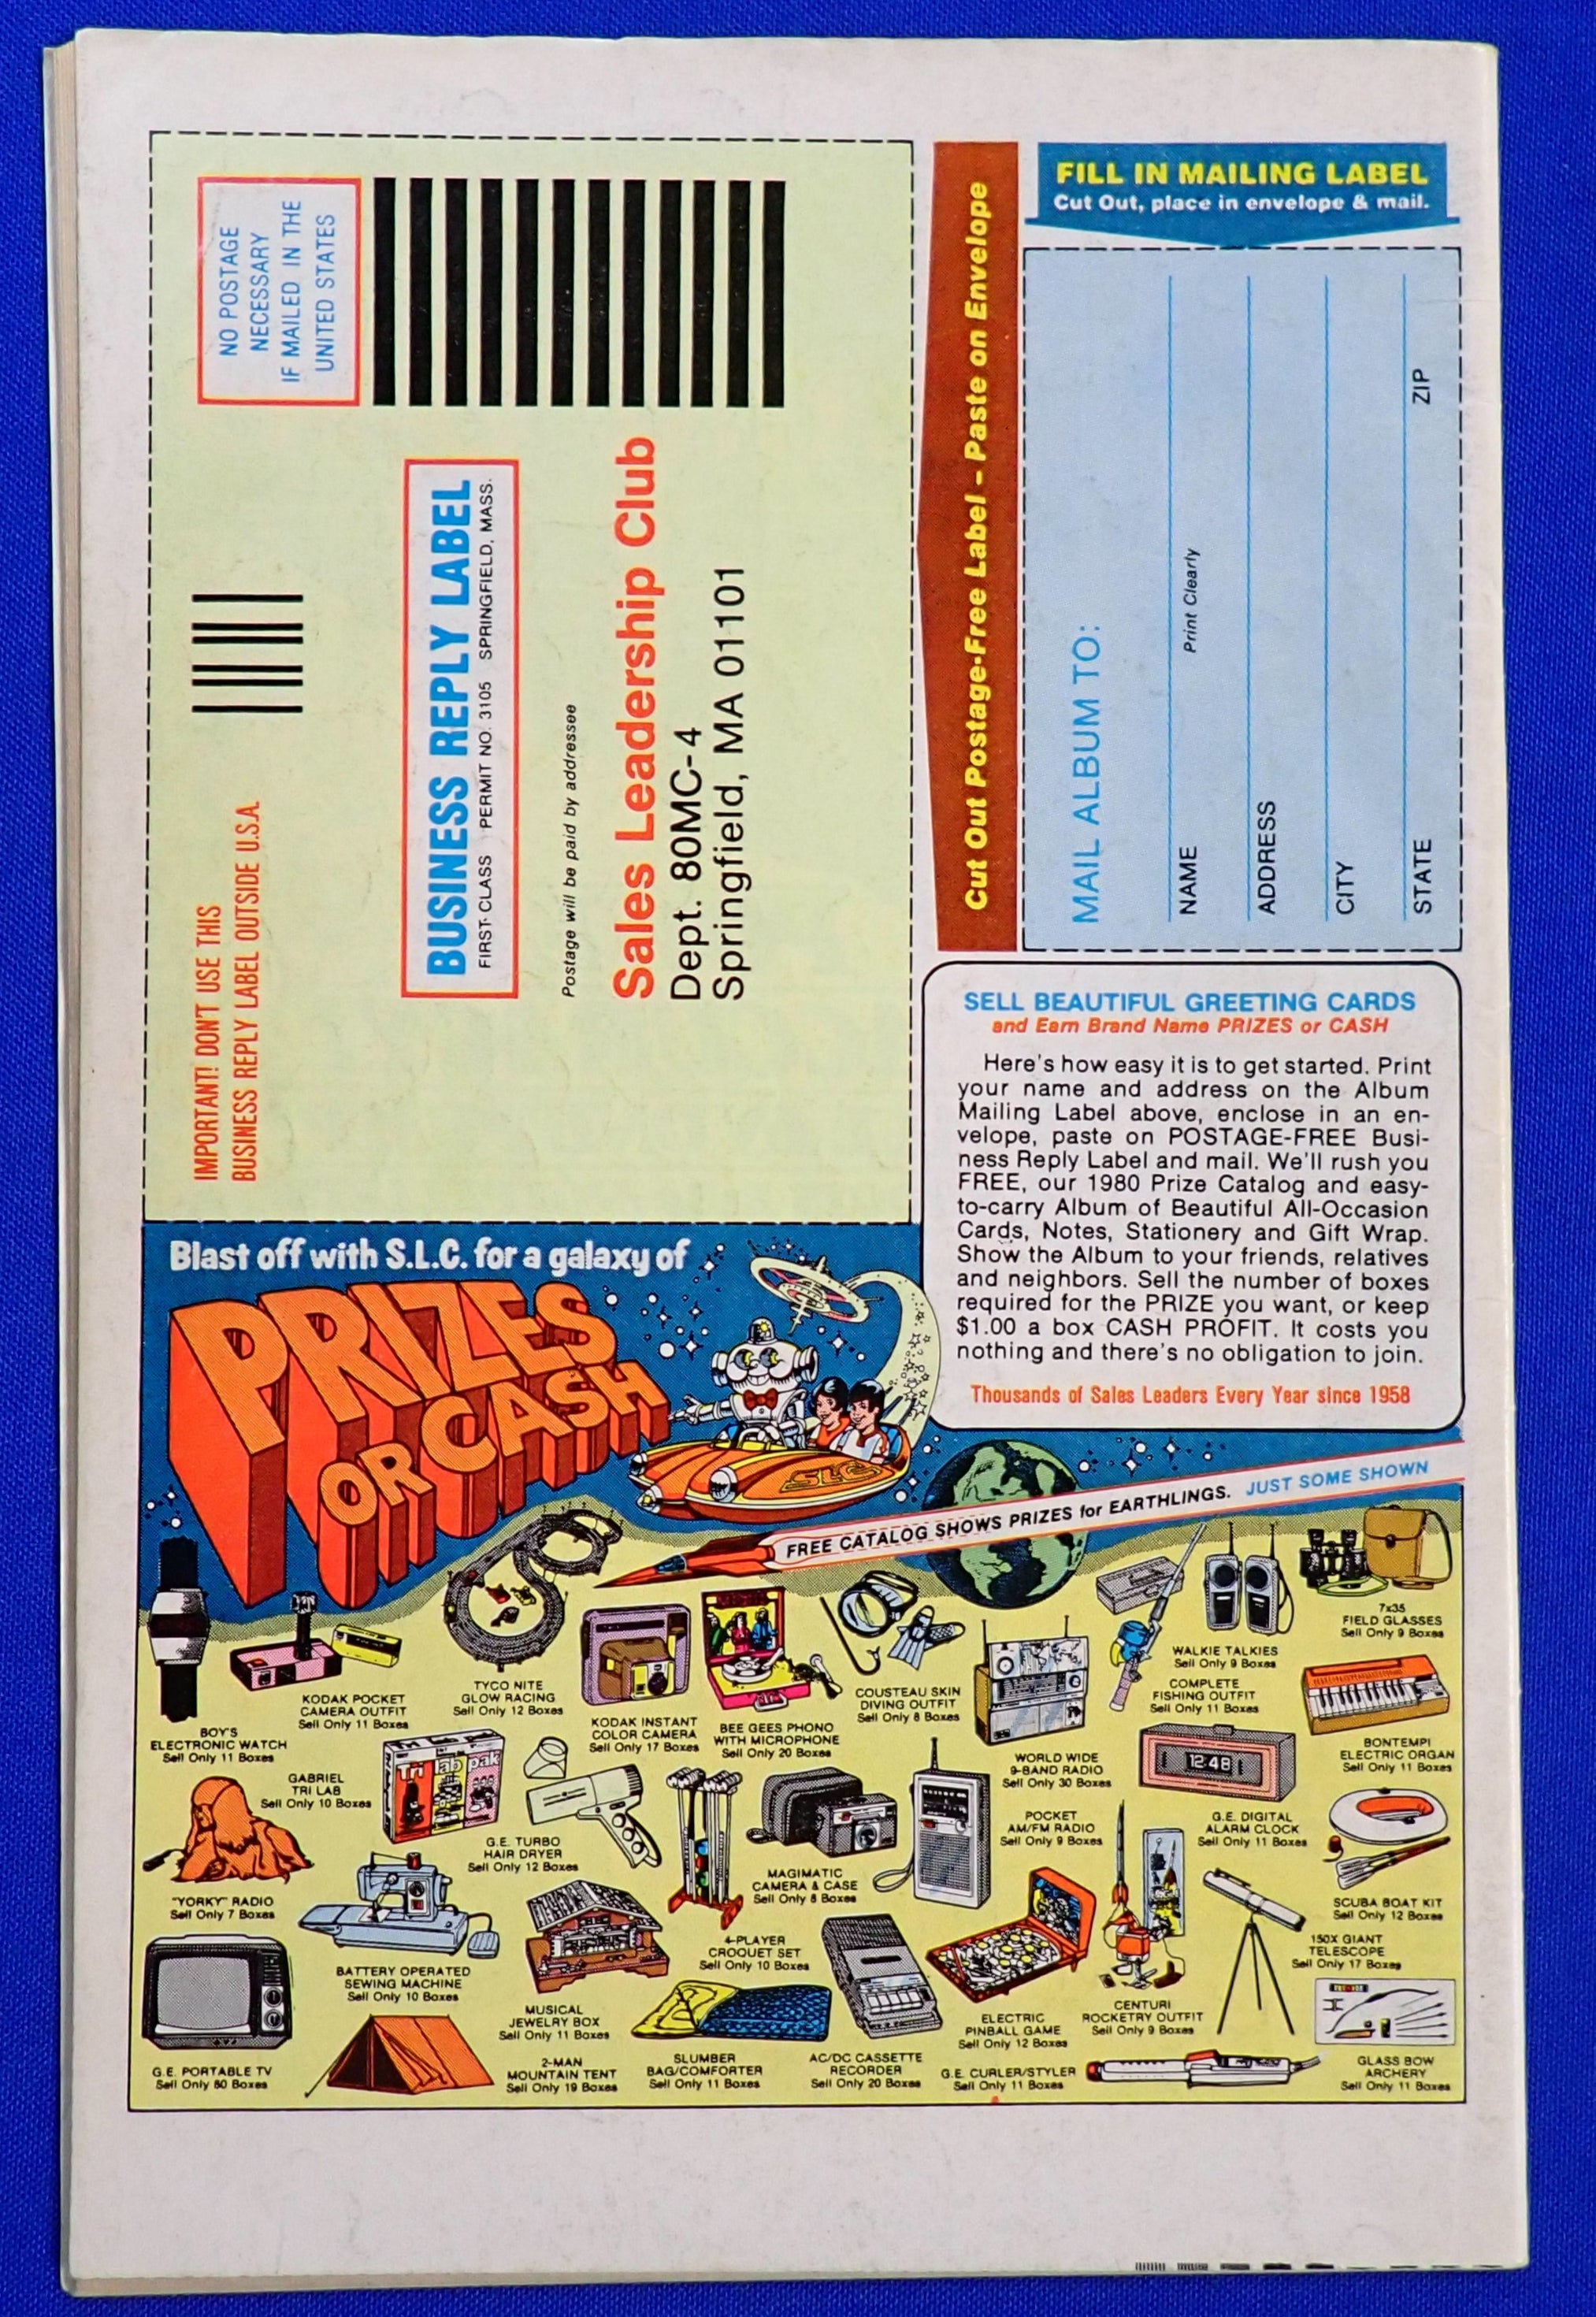 NO POSTAGE
NECESSARY
IF MAILED IN THE
UNITED STATES
IMPORTANT! DON'T USE THIS
BUSINESS REPLY LABEL OUTSIDE U.S.A.
BUSINESS REPLY LABEL
FIRST CLASS PERMIT NO. 3105 SPRINGFIELD, MASS.
Postage will be paid by addressee
Sales Leadership Club
Dept. 80MC-4
Springfield, MA 01101
Cut Out Postage-Free Label – Paste on Envelope
FILL IN MAILING LABEL
Cut Out, place in envelope & mail.
MAIL ALBUM TO:
NAME
Print Clearly
ADDRESS
CITY
STATE ZIP
SELL BEAUTIFUL GREETING CARDS
and Earn Brand Name PRIZES or CASH
Here's how easy it is to get started. Print
your name and address on the Album
Mailing Label above, enclose in an en-
velope, paste on POSTAGE-FREE Busi-
ness Reply Label and mail. We'll rush you
FREE, our 1980 Prize Catalog and easy-
to-carry Album of Beautiful All-Occasion
Cards, Notes, Stationery and Gift Wrap.
Show the Album to your friends, relatives
and neighbors. Sell the number of boxes
required for the PRIZE you want, or keep
$1.00 a box CASH PROFIT. It costs you
nothing and there's no obligation to join.
Thousands of Sales Leaders Every Year since 1958
Blast off with S.L.C. for a galaxy of
PRIZES
OR CASH
SLC
FREE CATALOG SHOWS PRIZES for EARTHLINGS. JUST SOME SHOWN
BOY'S
ELECTRONIC WATCH
Sell Only 11 Boxes
KODAK POCKET
CAMERA OUTFIT
Sell Only 11 Boxes
TYCO NITE
GLOW RACING
Sell Only 12 Boxes
KODAK INSTANT
COLOR CAMERA
Sell Only 17 Boxes
BEE GEES PHONO
WITH MICROPHONE
Sell Only 20 Boxes
COUSTEAU SKIN
DIVING OUTFIT
Sell Only 8 Boxes
WORLD WIDE
9-BAND RADIO
Sell Only 30 Boxes
WALKIE TALKIES
Sell Only 9 Boxes
COMPLETE
FISHING OUTFIT
Sell Only 11 Boxes
7x35
FIELD GLASSES
Sell Only 9 Boxes
BONTEMPI
ELECTRIC ORGAN
Sell Only 11 Boxes
GABRIEL
TRI LAB
Sell Only 10 Boxes
Tri lab pak
G.E. TURBO
HAIR DRYER
Sell Only 12 Boxes
MAGIMATIC
CAMERA & CASE
Sell Only 8 Boxes
POCKET
AM/FM RADIO
Sell Only 9 Boxes
12:48
G.E. DIGITAL
ALARM CLOCK
Sell Only 11 Boxes
SCUBA BOAT KIT
Sell Only 12 Boxes
"YORKY" RADIO
Sell Only 7 Boxes
BATTERY OPERATED
SEWING MACHINE
Sell Only 10 Boxes
MUSICAL
JEWELRY BOX
Sell Only 11 Boxes
4-PLAYER
CROQUET SET
Sell Only 10 Boxes
ELECTRIC
PINBALL GAME
Sell Only 12 Boxes
CENTURI
ROCKETRY OUTFIT
Sell Only 9 Boxes
150X GIANT
TELESCOPE
Sell Only 17 Boxes
G.E. PORTABLE TV
Sell Only 60 Boxes
2-MAN
MOUNTAIN TENT
Sell Only 19 Boxes
SLUMBER
BAG/COMFORTER
Sell Only 11 Boxes
AC/DC CASSETTE
RECORDER
Sell Only 20 Boxes
G.E. CURLER/STYLER
Sell Only 11 Boxes
GLASS BOW
ARCHERY
Sell Only 11 Boxes